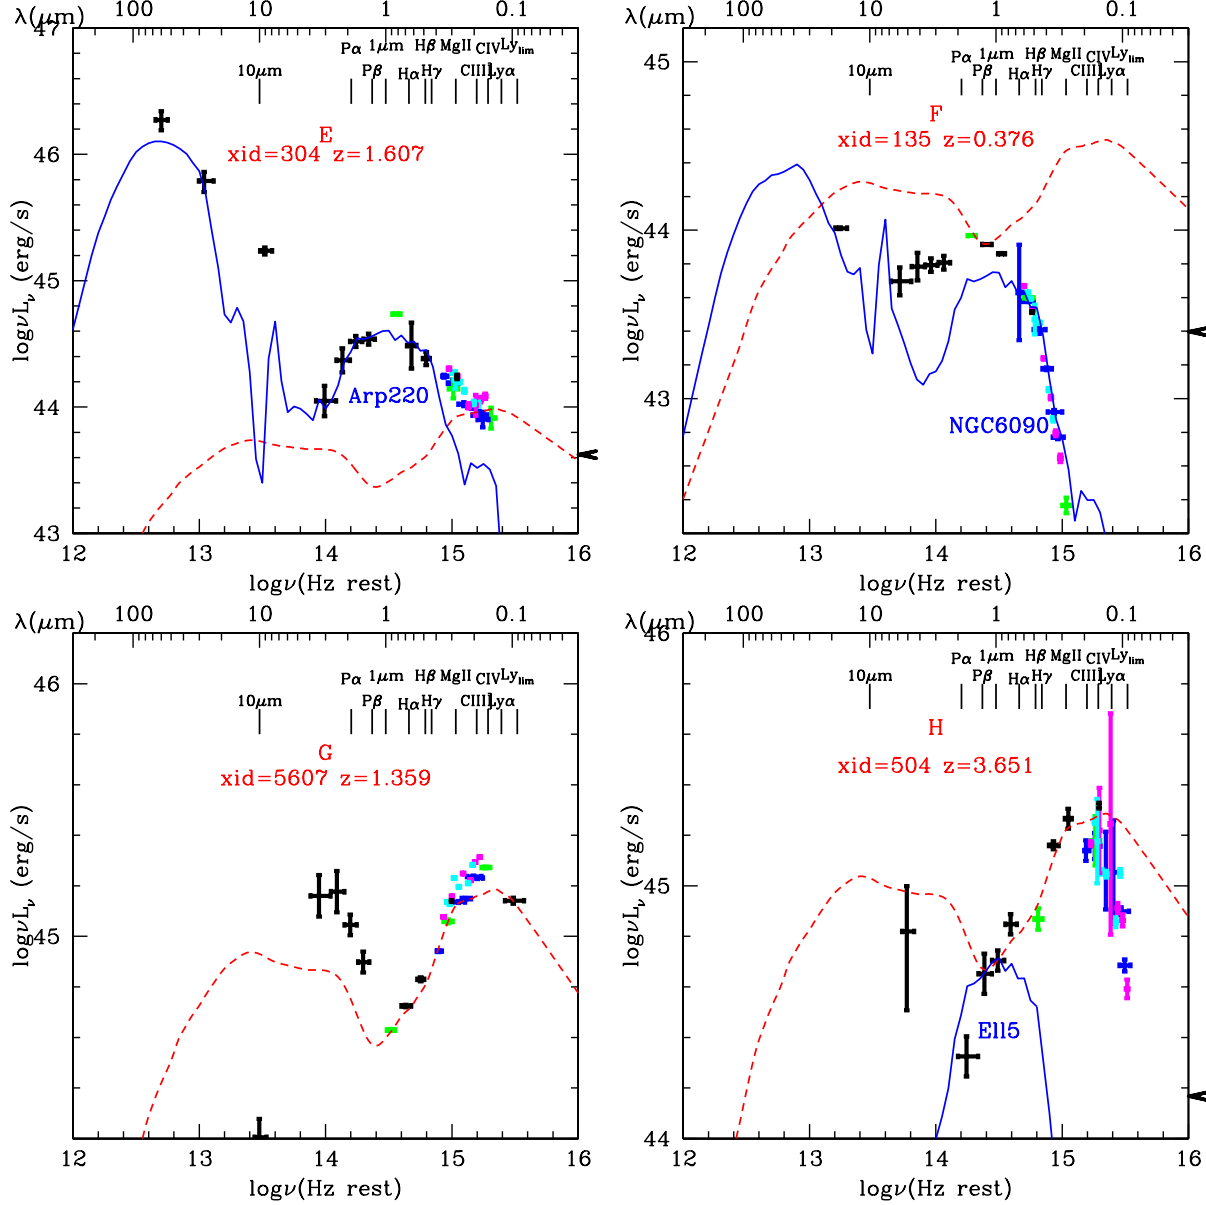 λ(μm) 100 10 1 0.1
47
Pα 1μm Hβ MgII CIV Lylim
10μm Pβ Hα Hγ CIII] Lyα
E
xid=304 z=1.607
46
logνLν (erg/s)
45
Arp220
44
43
12 13 14 15 16
logν(Hz rest)
λ(μm) 100 10 1 0.1
45
Pα 1μm Hβ MgII CIV Lylim
10μm Pβ Hα Hγ CIII] Lyα
F
xid=135 z=0.376
44
logνLν (erg/s)
43
NGC6090
12 13 14 15 16
logν(Hz rest)
λ(μm) 100 10 1 0.1
46
Pα 1μm Hβ MgII CIV Lylim
10μm Pβ Hα Hγ CIII] Lyα
G
xid=5607 z=1.359
logνLν (erg/s)
45
12 13 14 15 16
logν(Hz rest)
λ(μm) 100 10 1 0.1
46
Pα 1μm Hβ MgII CIV Lylim
10μm Pβ Hα Hγ CIII] Lyα
H
xid=504 z=3.651
logνLν (erg/s)
45
Ell5
44
12 13 14 15 16
logν(Hz rest)